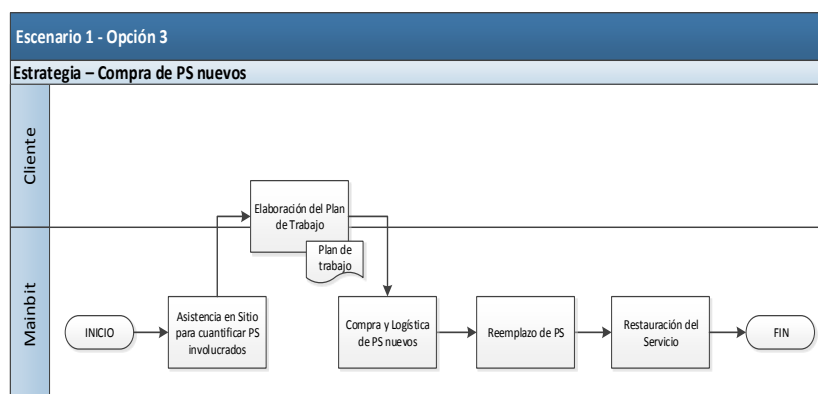 Escenario 1 - Opción 3
Estrategia – Compra de PS nuevos
Cliente
Elaboración del Plan
de Trabajo
Plan de
trabajo
Mainbit
INICIO
Asistencia en Sitio
para cuantificar PS
involucrados
Compra y Logística
de PS nuevos
Reemplazo de PS
Restauración del
Servicio
FIN